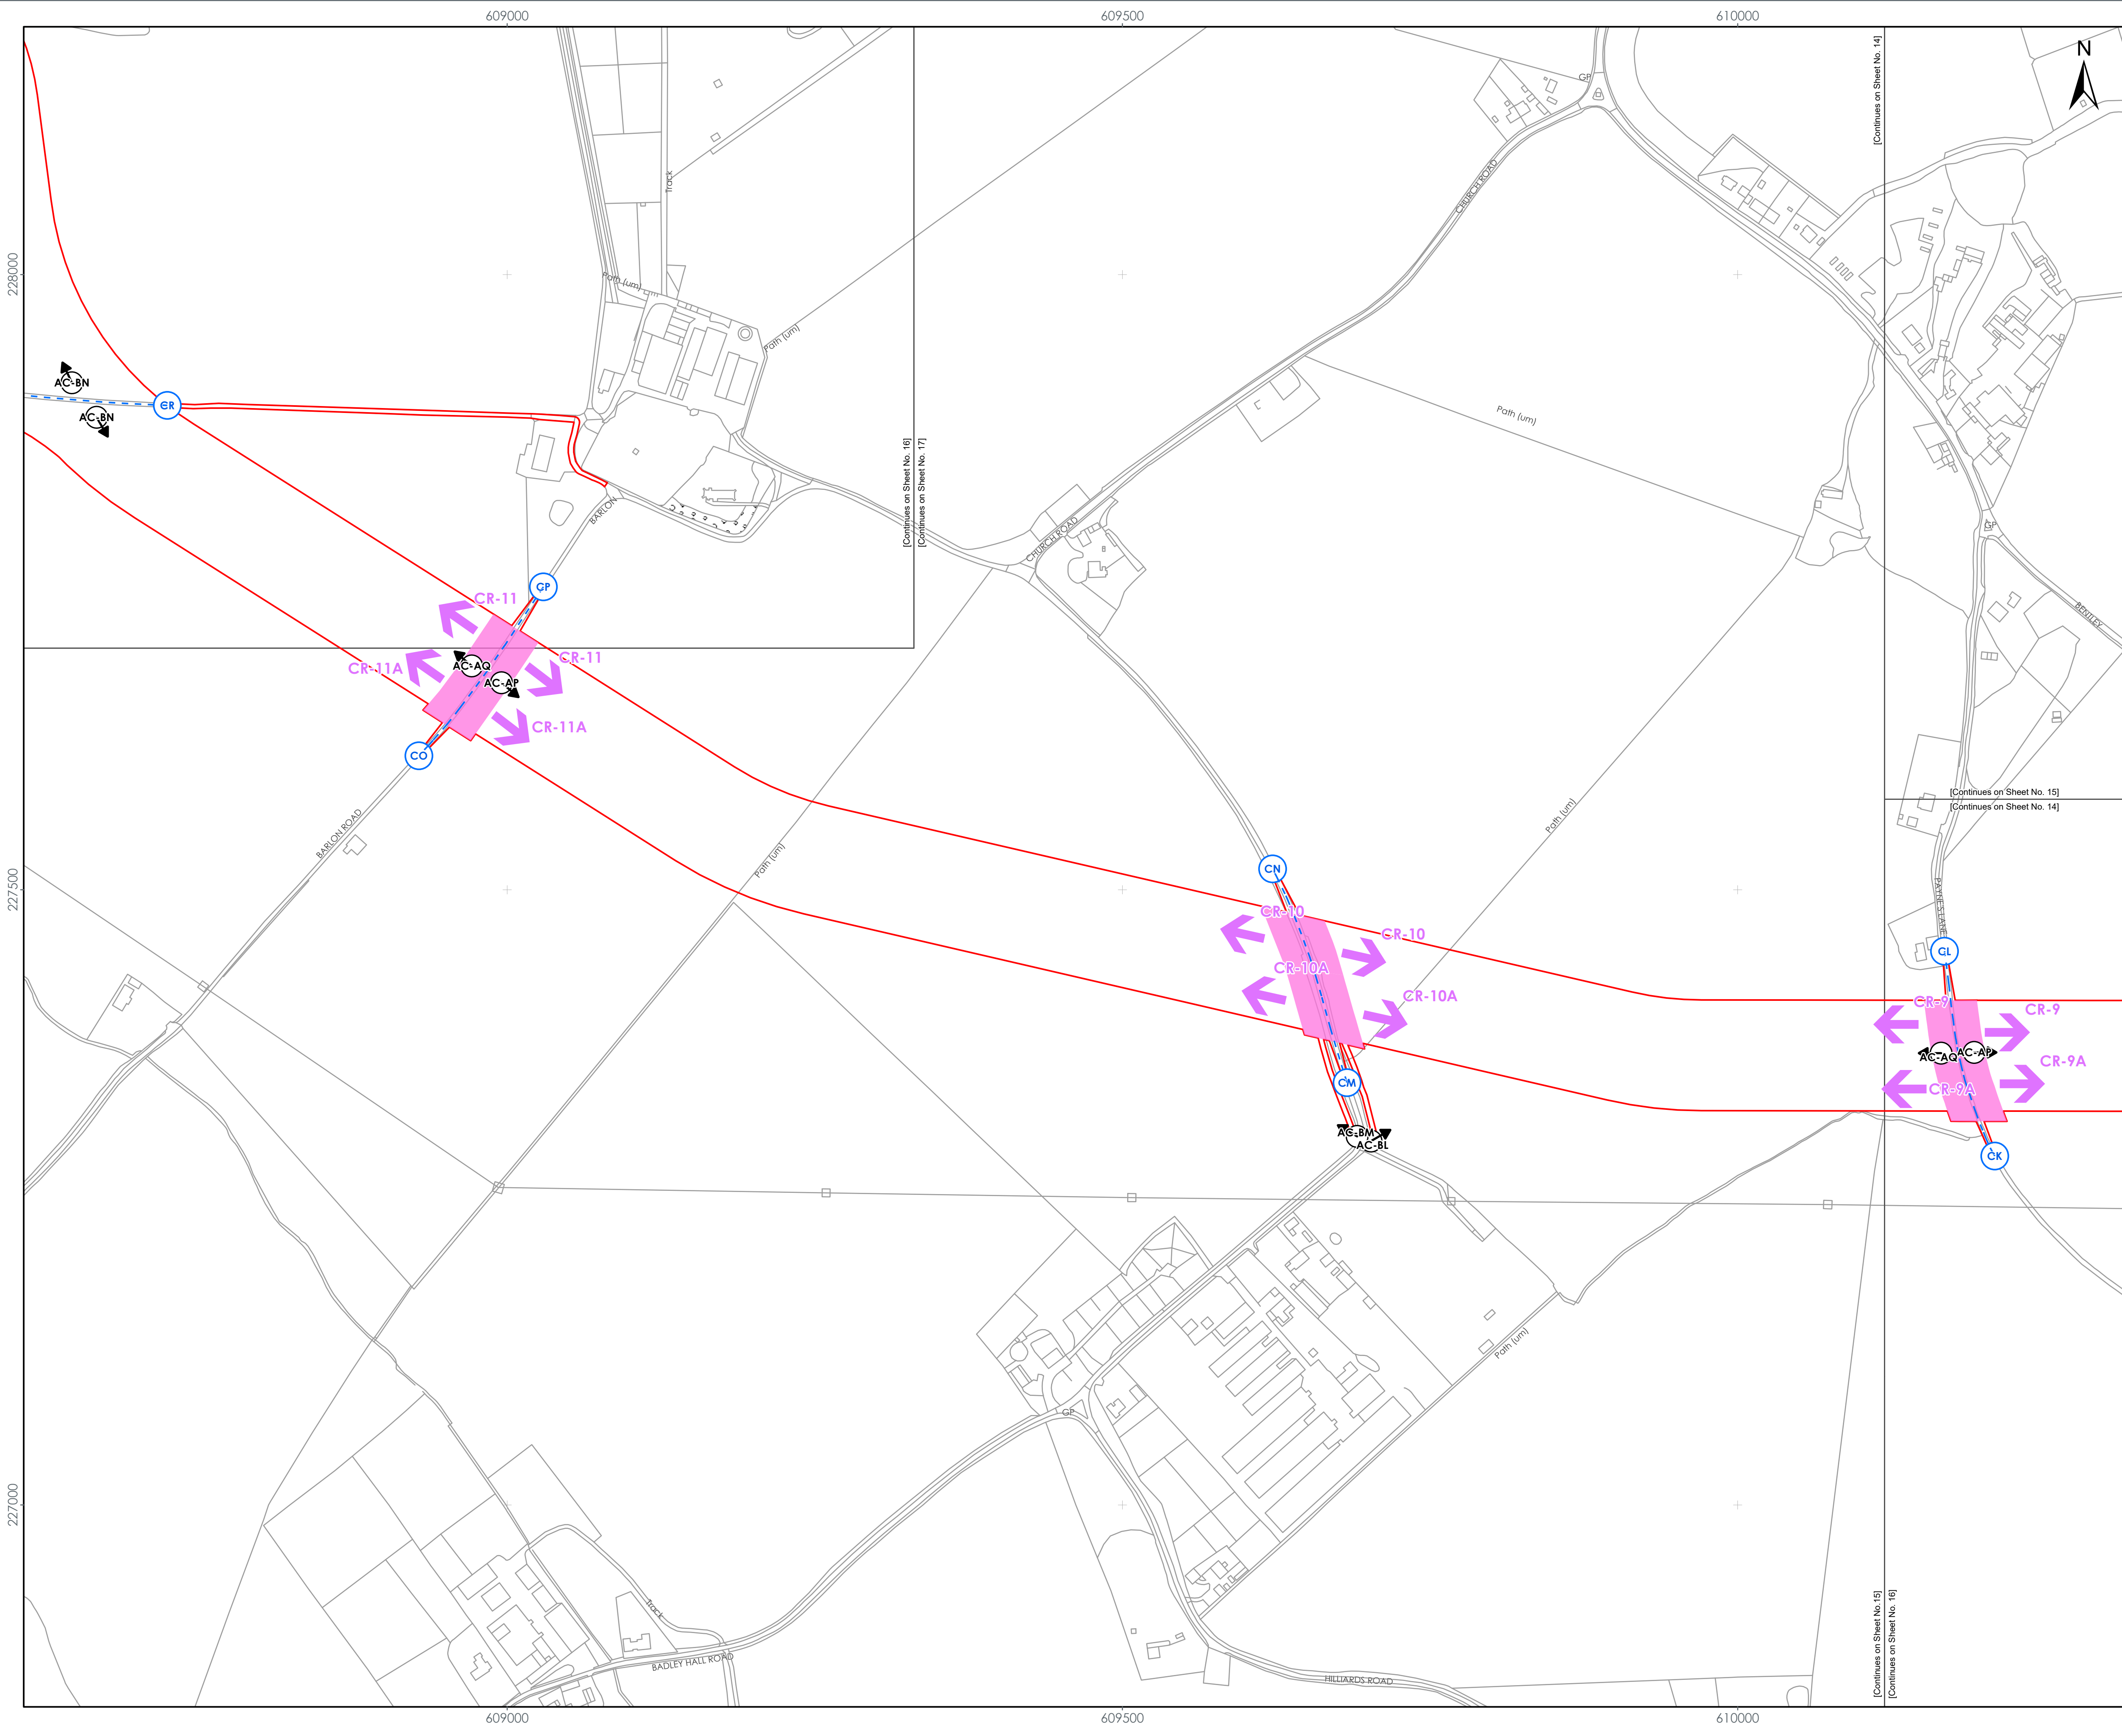 609000
609500
610000
N
[Continues on Sheet No. 14]
GP
CHURCH ROAD
Track
228000
Path (um)
Path (um)
AC-BN
AC-BN
Path (um)
[Continues on Sheet No. 16]
[Continues on Sheet No. 17]
BARLON
CHURCH ROAD
GP
BENTLEY
GP
CR-11
CR-11
CR-11A
AC-AQ
AC-AP
CR-11A
CO
[Continues on Sheet No. 15]
[Continues on Sheet No. 14]
BARLON ROAD
Path (um)
Path (um)
227500
CN
PAYNES LANE
CR-10
CR-10
CR-10A
CR-10A
CR-9
CR-9
AC-AQ
AC-AP
CR-9A
CR-9A
CM
AC-BM
AC-BL
CK
Path (um)
GP
227000
Track
BADLEY HALL ROAD
HILLIARDS ROAD
[Continues on Sheet No.15]
[Continues on Sheet No. 16]
609000
609500
610000